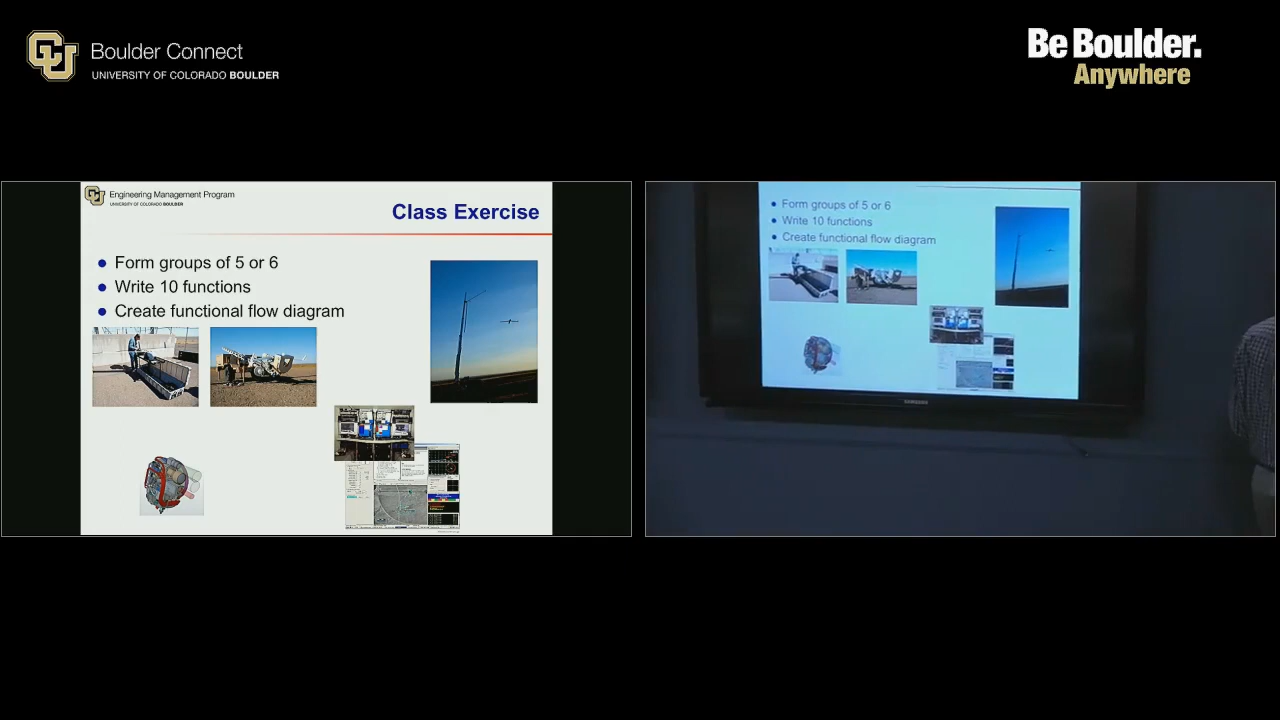 Boulder Connect
UNIVERSITY OF COLORADO BOULDER
Be Boulder.
Anywhere
Engineering Management Program
UNIVERSITY OF COLORADO BOULDER
Class Exercise
Form groups of 5 or 6
Write 10 functions
Create functional flow diagram
Form groups of 5 or 6
Write 10 functions
Create functional flow diagram
SAMSUNG